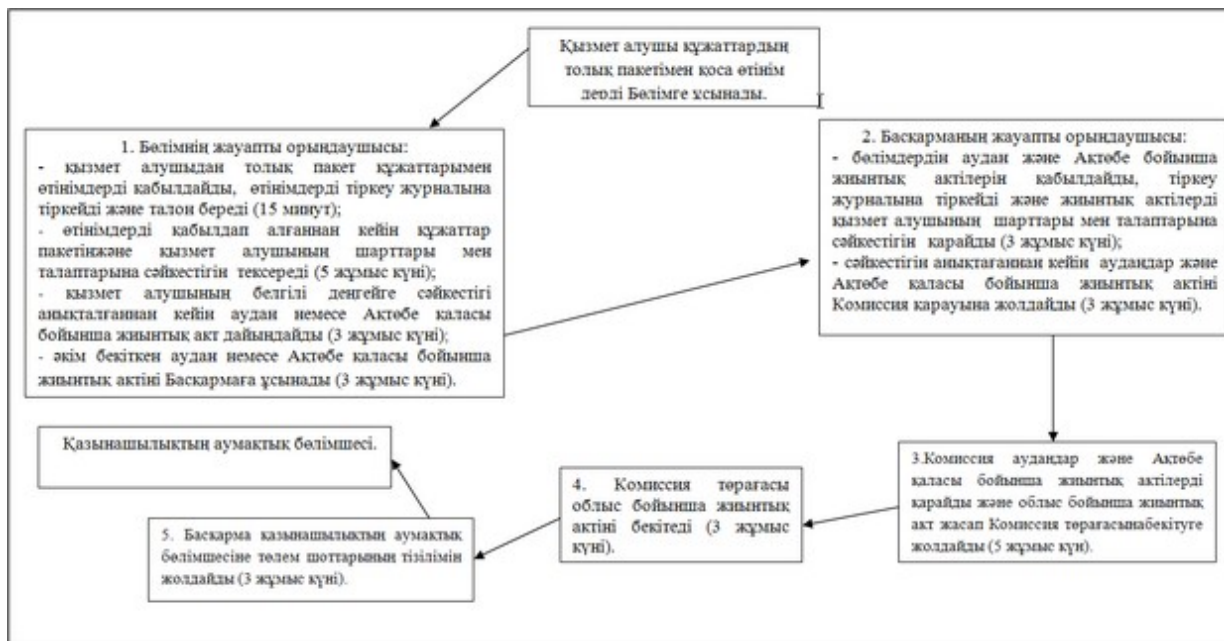 Қызмет алушы құжаттардың
толық пакетімен қоса өтінім
дерді Бөлімге ұсынады.
1. Бөлімнің жауапты орындаушысы:
- қызмет алушыдан толық пакет құжаттарымен
өтінімдерді қабылдайды, өтінімдерді тіркеу журналына
тіркейді және талон береді (15 минут);
- өтінімдерді қабылдап алғаннан кейін құжаттар
пакетінжәне қызмет алушының шарттары мен
талаптарына сәйкестігін тексереді (5 жұмыс күні);
- қызмет алушының белгілі деңгейге сәйкестігі
анықталғаннан кейін аудан немесе Ақтөбе қаласы
бойынша жиынтық акт дайындайды (3 жұмыс күні);
- әкім бекіткен аудан немесе Ақтөбе қаласы бойынша
жиынтық актіні Басқармаға ұсынады (3 жұмыс күні).
2. Басқарманың жауапты орындаушысы:
- бөлімдердің аудан және Ақтөбе бойынша
жиынтық актілерін қабылдайды, тіркеу
журналына тіркейді және жиынтық актілерді
қызмет алушының шарттары мен талаптарына
сәйкестігін қарайды (3 жұмыс күні);
- сәйкестігін анықтағаннан кейін аудандар және
Ақтөбе қаласы бойынша жиынтық актіні
Комиссия қарауына жолдайды (3 жұмыс күні).
3.Комиссия аудандар және Ақтөбе
қаласы бойынша жиынтық актілерді
қарайды және облыс бойынша жиынтық
акт жасап Комиссия төрағасынабекітуге
жолдайды (5 жұмыс күн).
4. Комиссия төрағасы
облыс бойынша жиынтық
актіні бекітеді (3 жұмыс
күні).
5. Басқарма қазынашылықтың аумақтық
бөлімшесіне төлем шоттарының тізілімін
жолдайды (3 жұмыс күні).
Қазынашылықтың аумақтық бөлімшесі.